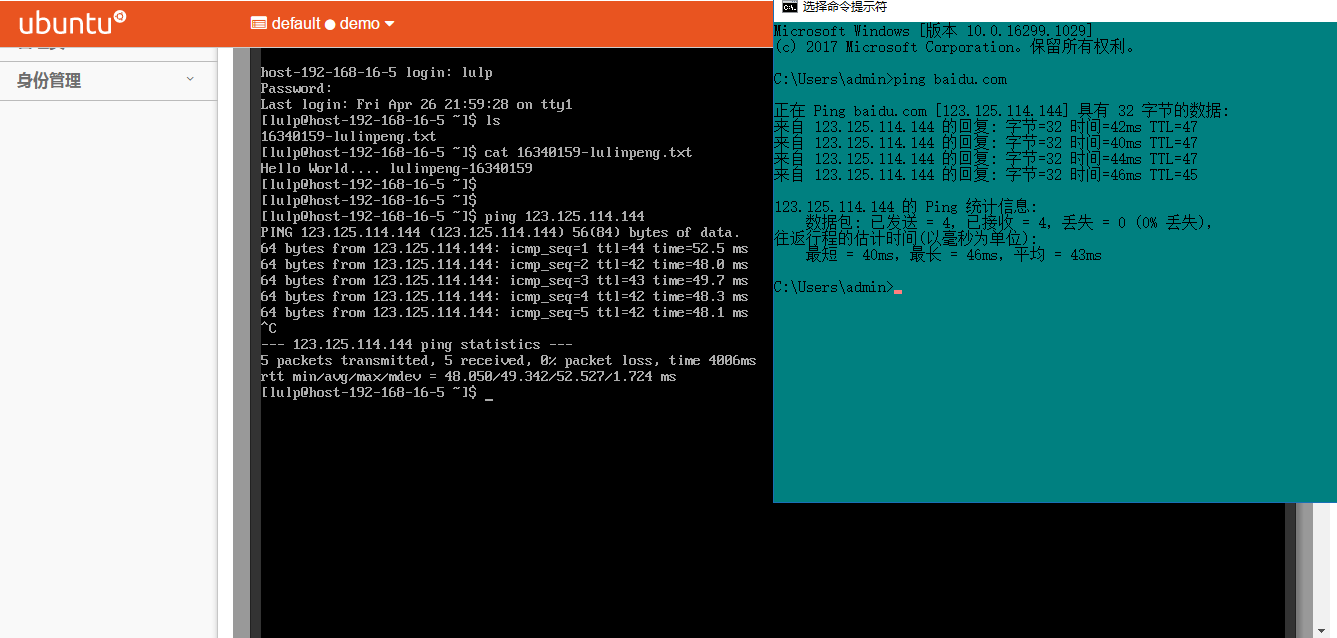 ubuntu
default demo
身份管理
host-192-168-16-5 login: lulp
Password:
Last login: Fri Apr 26 21:59:28 on tty1
[lulp@host-192-168-16-5 ~]$ ls
16340159-lulinpeng.txt
[lulp@host-192-168-16-5 ~]$ cat 16340159-lulinpeng.txt
Hello World.... lulinpeng-16340159
[lulp@host-192-168-16-5 ~]$
[lulp@host-192-168-16-5 ~]$
[lulp@host-192-168-16-5 ~]$ ping 123.125.114.144
PING 123.125.114.144 (123.125.114.144) 56(84) bytes of data.
64 bytes from 123.125.114.144: icmp_seq=1 ttl=44 time=52.5 ms
64 bytes from 123.125.114.144: icmp_seq=2 ttl=42 time=48.0 ms
64 bytes from 123.125.114.144: icmp_seq=3 ttl=43 time=49.7 ms
64 bytes from 123.125.114.144: icmp_seq=4 ttl=42 time=48.3 ms
64 bytes from 123.125.114.144: icmp_seq=5 ttl=42 time=48.1 ms
^C
--- 123.125.114.144 ping statistics ---
5 packets transmitted, 5 received, 0% packet loss, time 4006ms
rtt min/avg/max/mdev = 48.050/49.342/52.527/1.724 ms
[lulp@host-192-168-16-5 ~]$ _
选择命令提示符
Microsoft Windows [版本 10.0.16299.1029]
(c) 2017 Microsoft Corporation。保留所有权利。
C:\Users\admin>ping baidu.com
正在 Ping baidu.com [123.125.114.144] 具有 32 字节的数据:
来自 123.125.114.144 的回复: 字节=32 时间=42ms TTL=47
来自 123.125.114.144 的回复: 字节=32 时间=40ms TTL=47
来自 123.125.114.144 的回复: 字节=32 时间=44ms TTL=47
来自 123.125.114.144 的回复: 字节=32 时间=46ms TTL=45
123.125.114.144 的 Ping 统计信息:
数据包: 已发送 = 4，已接收 = 4，丢失 = 0 (0% 丢失)，
往返行程的估计时间(以毫秒为单位):
最短 = 40ms，最长 = 46ms，平均 = 43ms
C:\Users\admin>